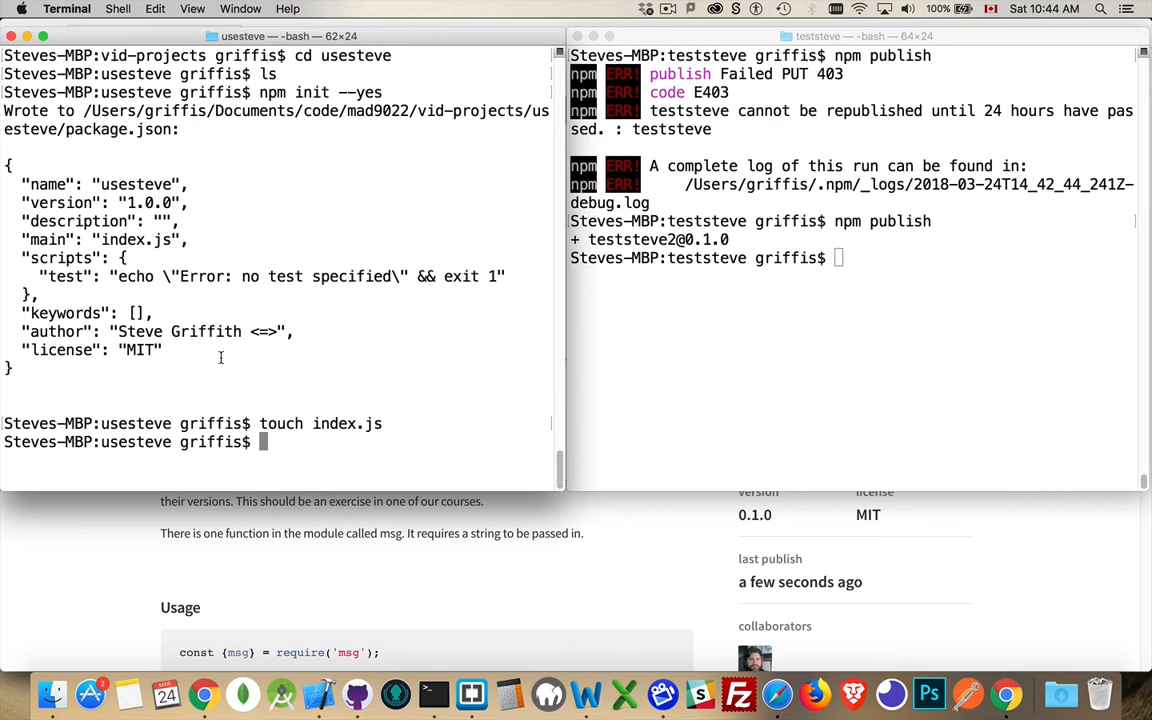 Terminal Shell Edit View Window Help 100% Sat 10:44 AM
usesteve — -bash — 62×24
Steves-MBP:vid-projects griffis$ cd usesteve
Steves-MBP:usesteve griffis$ ls
Steves-MBP:usesteve griffis$ npm init --yes
Wrote to /Users/griffis/Documents/code/mad9022/vid-projects/us
esteve/package.json:
{
"name": "usesteve",
"version": "1.0.0",
"description": "",
"main": "index.js",
"scripts": {
"test": "echo \"Error: no test specified\" && exit 1"
},
"keywords": [],
"author": "Steve Griffith <=>",
"license": "MIT"
}
Steves-MBP:usesteve griffis$ touch index.js
Steves-MBP:usesteve griffis$
teststeve — -bash — 64×24
Steves-MBP:teststeve griffis$ npm publish
npm ERR! publish Failed PUT 403
npm ERR! code E403
npm ERR! teststeve cannot be republished until 24 hours have pas
sed. : teststeve
npm ERR! A complete log of this run can be found in:
npm ERR!     /Users/griffis/.npm/_logs/2018-03-24T14_42_44_241Z-
debug.log
Steves-MBP:teststeve griffis$ npm publish
+ teststeve2@0.1.0
Steves-MBP:teststeve griffis$
their versions. This should be an exercise in one of our courses.
There is one function in the module called msg. It requires a string to be passed in.
Usage
const {msg} = require('msg');
version license
0.1.0 MIT
last publish
a few seconds ago
collaborators
2
MAR
24
Ps